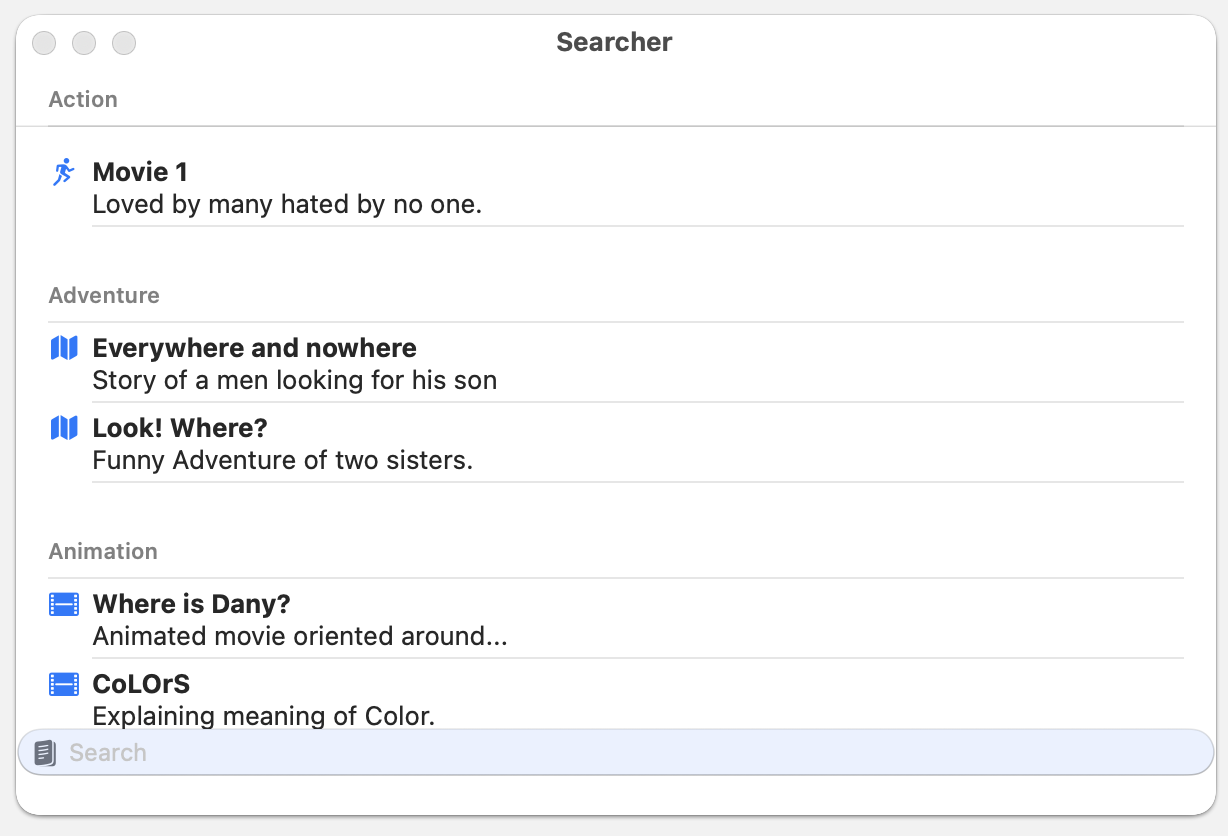 Searcher
Action
Movie 1
Loved by many hated by no one.
Adventure
Everywhere and nowhere
Story of a men looking for his son
Look! Where?
Funny Adventure of two sisters.
Animation
Where is Dany?
Animated movie oriented around...
CoLOrS
Explaining meaning of Color.
Search